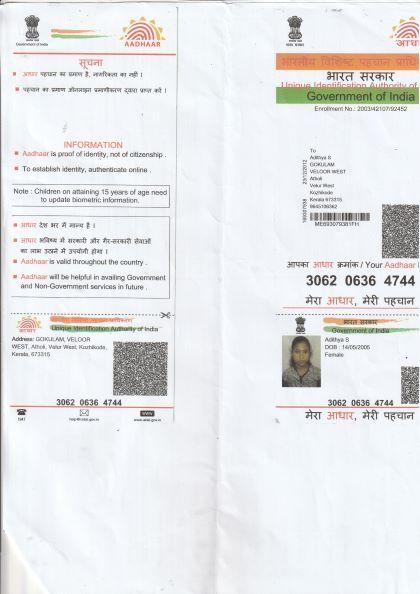 Government of India
AADHAAR
सूचना
आधार पहचान का प्रमाण है, नागरिकता का नहीं ।
पहचान का प्रमाण ऑनलाइन प्रमाणीकरण द्वारा प्राप्त करें ।
INFORMATION
Aadhaar is proof of identity, not of citizenship .
To establish identity, authenticate online .
Note : Children on attaining 15 years of age need
to update biometric information.
आधार देश भर में मान्य है ।
आधार भविष्य में सरकारी और गैर-सरकारी सेवाओं
का लाभ उठाने में उपयोगी होगा ।
Aadhaar is valid throughout the country .
Aadhaar will be helpful in availing Government
and Non-Government services in future .
आधार
Unique Identification Authority of India
Address: GOKULAM, VELOOR
WEST, Atholi, Velur West, Kozhikode,
Kerala, 673315
3062 0636 4744
1947
help@uidai.gov.in
www
www.uidai.gov.in
भारतीय विशिष्ट पहचान प्राधि
भारत सरकार
Unique Identification Authority of
Government of India
Enrollment No.: 2003/42107/92452
To
Adithya S
GOKULAM
VELOOR WEST
Atholi
Velur West
Kozhikode
Kerala 673315
9645106362
23/12/2012
ME693079381FH
आपका आधार क्रमांक / Your Aadhaar
3062 0636 4744
मेरा आधार, मेरी पहचान
भारत सरकार
Government of India
Adithya S
DOB : 14/05/2005
Female
3062 0636 4744
मेरा आधार, मेरी पहचान